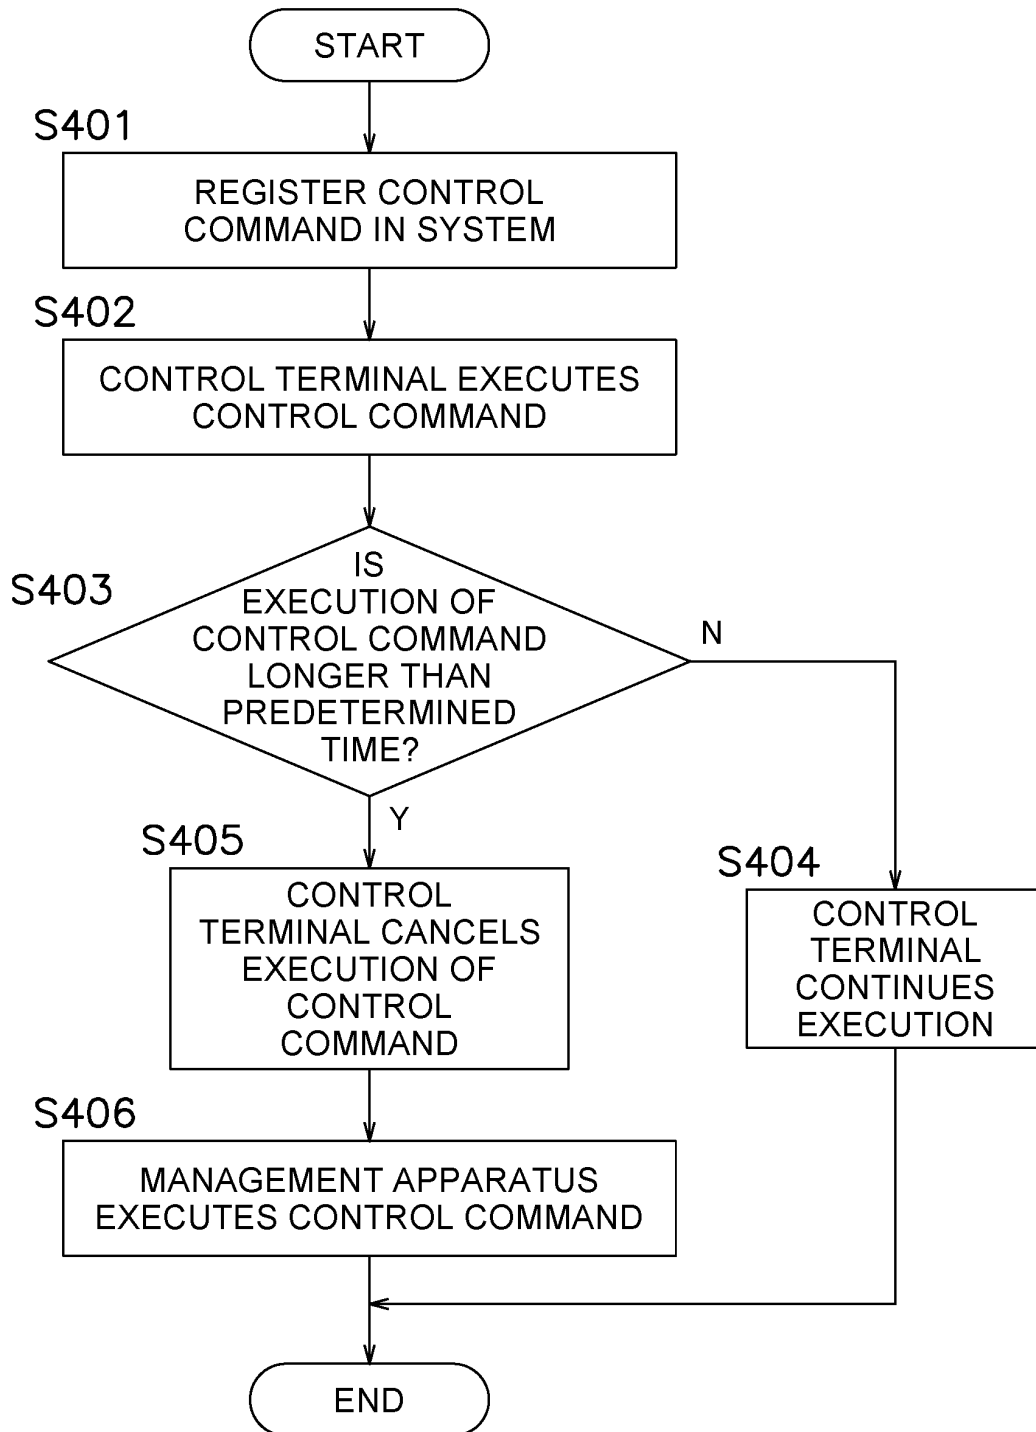 START
S401
REGISTER CONTROL
COMMAND IN SYSTEM
S402
CONTROL TERMINAL EXECUTES
CONTROL COMMAND
S403
IS
EXECUTION OF
CONTROL COMMAND
LONGER THAN
PREDETERMINED
TIME?
N
Y
S405
CONTROL
TERMINAL CANCELS
EXECUTION OF
CONTROL
COMMAND
S404
CONTROL
TERMINAL
CONTINUES
EXECUTION
S406
MANAGEMENT APPARATUS
EXECUTES CONTROL COMMAND
END